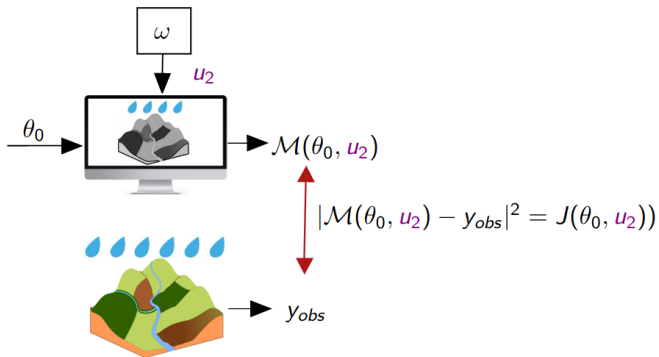 ω
u₂
θ₀
ℳ(θ₀, u₂)
|ℳ(θ₀, u₂) − y_obs|² = J(θ₀, u₂))
y_obs